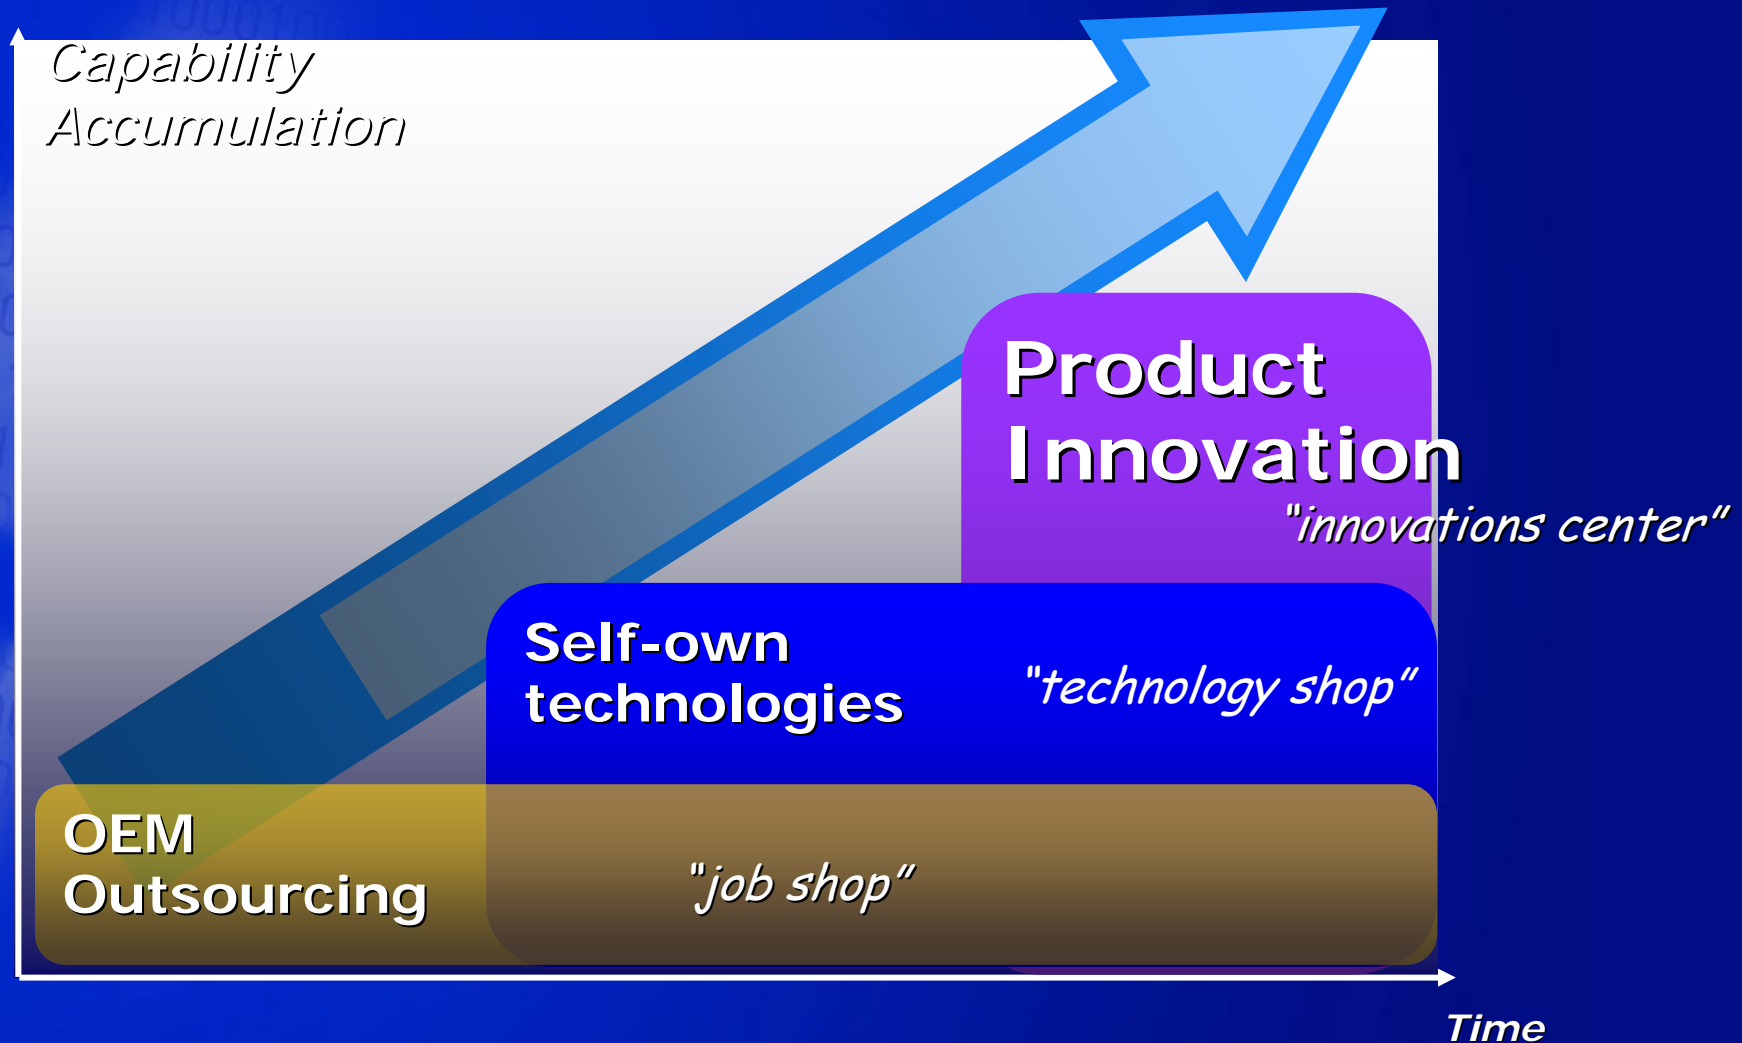 Capability
Accumulation
Product
Innovation
"innovations center"
Self-own
technologies
"technology shop"
OEM
Outsourcing
"job shop"
Time